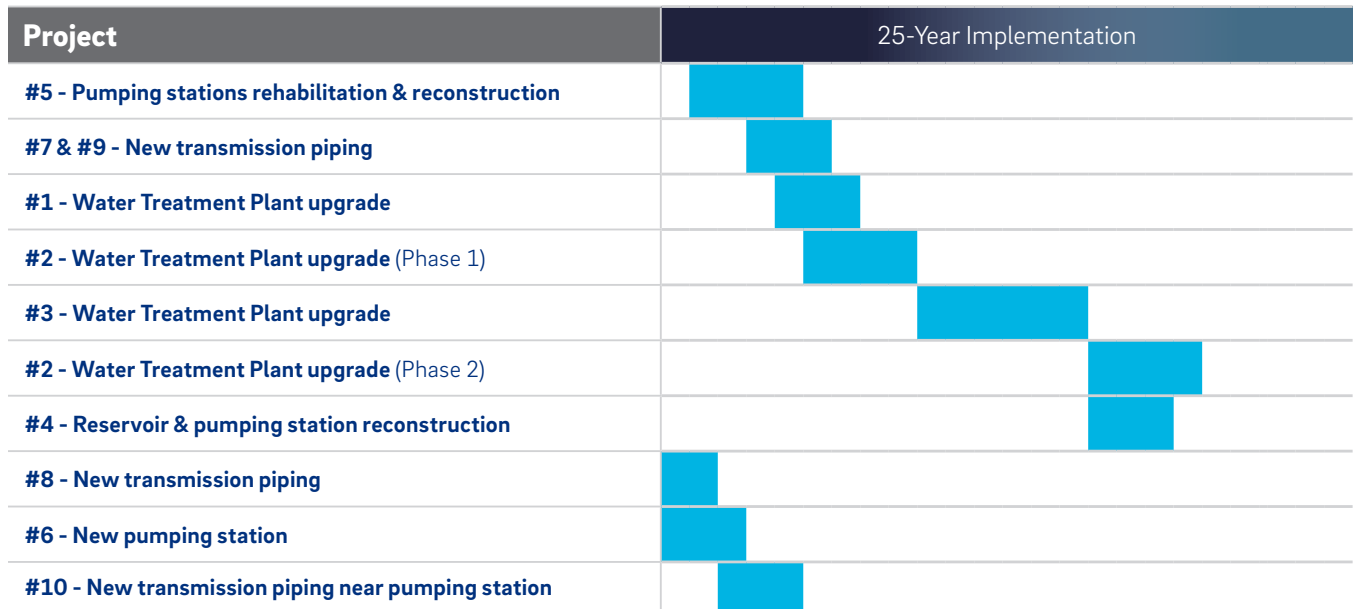 Project
25-Year Implementation
#5 - Pumping stations rehabilitation & reconstruction
#7 & #9 - New transmission piping
#1 - Water Treatment Plant upgrade
#2 - Water Treatment Plant upgrade (Phase 1)
#3 - Water Treatment Plant upgrade
#2 - Water Treatment Plant upgrade (Phase 2)
#4 - Reservoir & pumping station reconstruction
#8 - New transmission piping
#6 - New pumping station
#10 - New transmission piping near pumping station